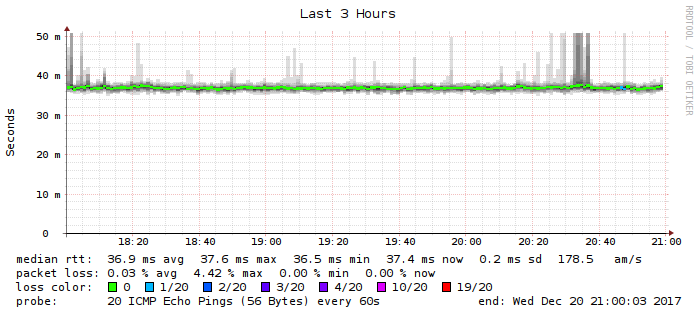 Last 3 Hours
RRDTOOL / TOBI OETIKER
Seconds
50 m
40 m
30 m
20 m
10 m
0
18:20 18:40 19:00 19:20 19:40 20:00 20:20 20:40 21:00
median rtt: 36.9 ms avg 37.6 ms max 36.5 ms min 37.4 ms now 0.2 ms sd 178.5 am/s
packet loss: 0.03 % avg 4.42 % max 0.00 % min 0.00 % now
loss color: 0 1/20 2/20 3/20 4/20 10/20 19/20
probe: 20 ICMP Echo Pings (56 Bytes) every 60s end: Wed Dec 20 21:00:03 2017